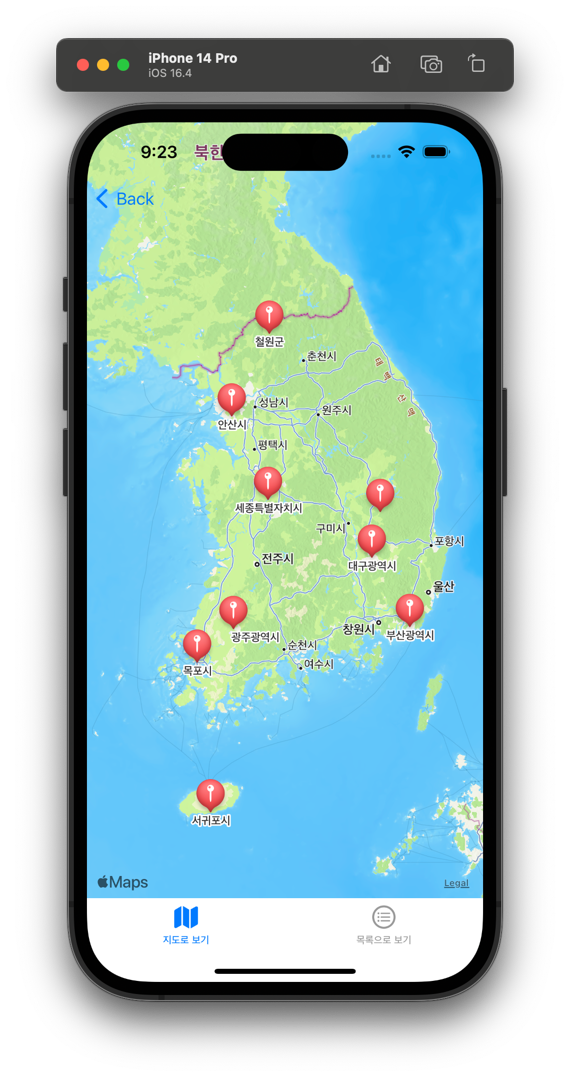 iPhone 14 Pro
iOS 16.4
9:23
북한
Back
철원군
춘천시
태백산맥
성남시
원주시
안산시
평택시
세종특별자치시
구미시
포항시
대구광역시
전주시
울산
창원시
부산광역시
광주광역시
순천시
여수시
목포시
서귀포시
Maps
Legal
지도로 보기
목록으로 보기